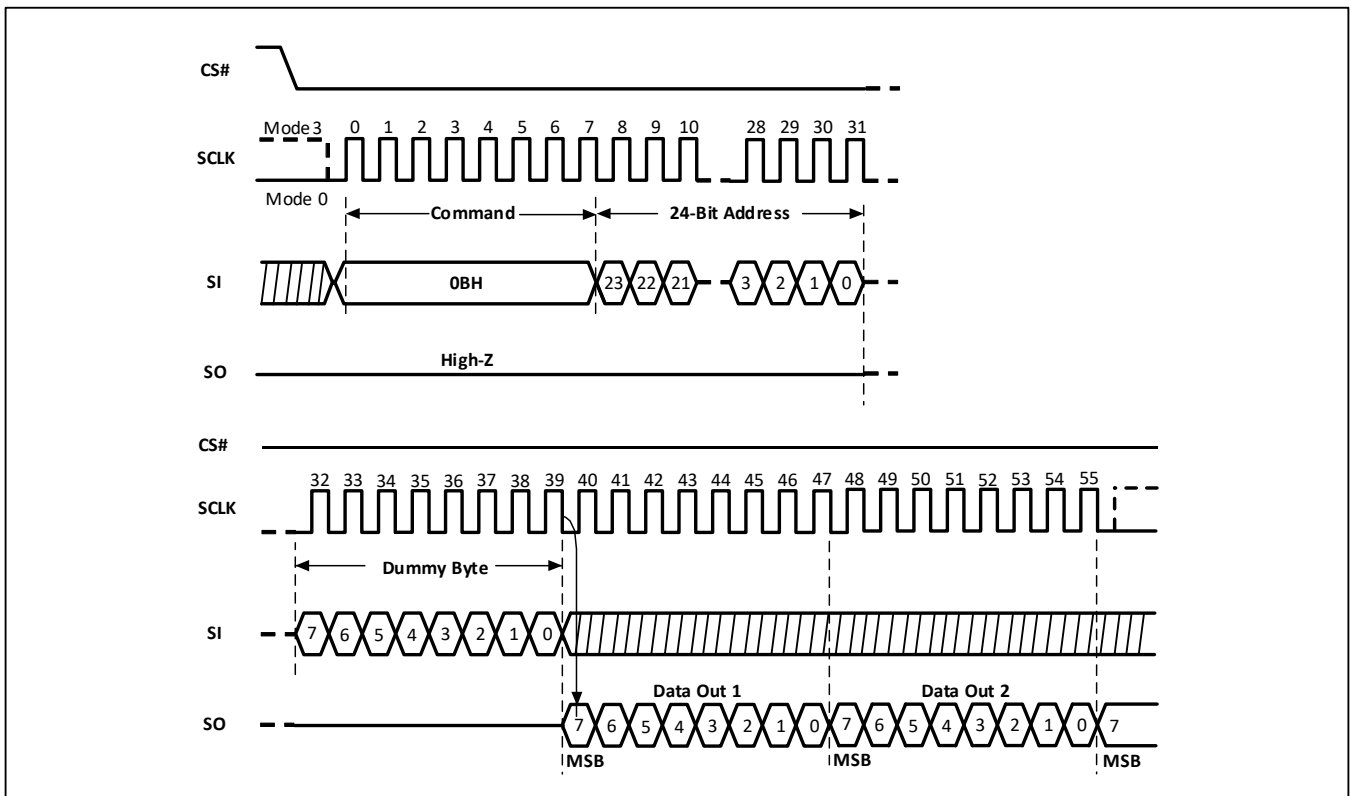 CS#
Mode 3 0 1 2 3 4 5 6 7 8 9 10 28 29 30 31
SCLK
Mode 0
Command 24-Bit Address
SI 0BH 23 22 21 3 2 1 0
High-Z
SO
CS#
32 33 34 35 36 37 38 39 40 41 42 43 44 45 46 47 48 49 50 51 52 53 54 55
SCLK
Dummy Byte
SI 7 6 5 4 3 2 1 0
Data Out 1 Data Out 2
SO 7 6 5 4 3 2 1 0 7 6 5 4 3 2 1 0 7
MSB MSB MSB